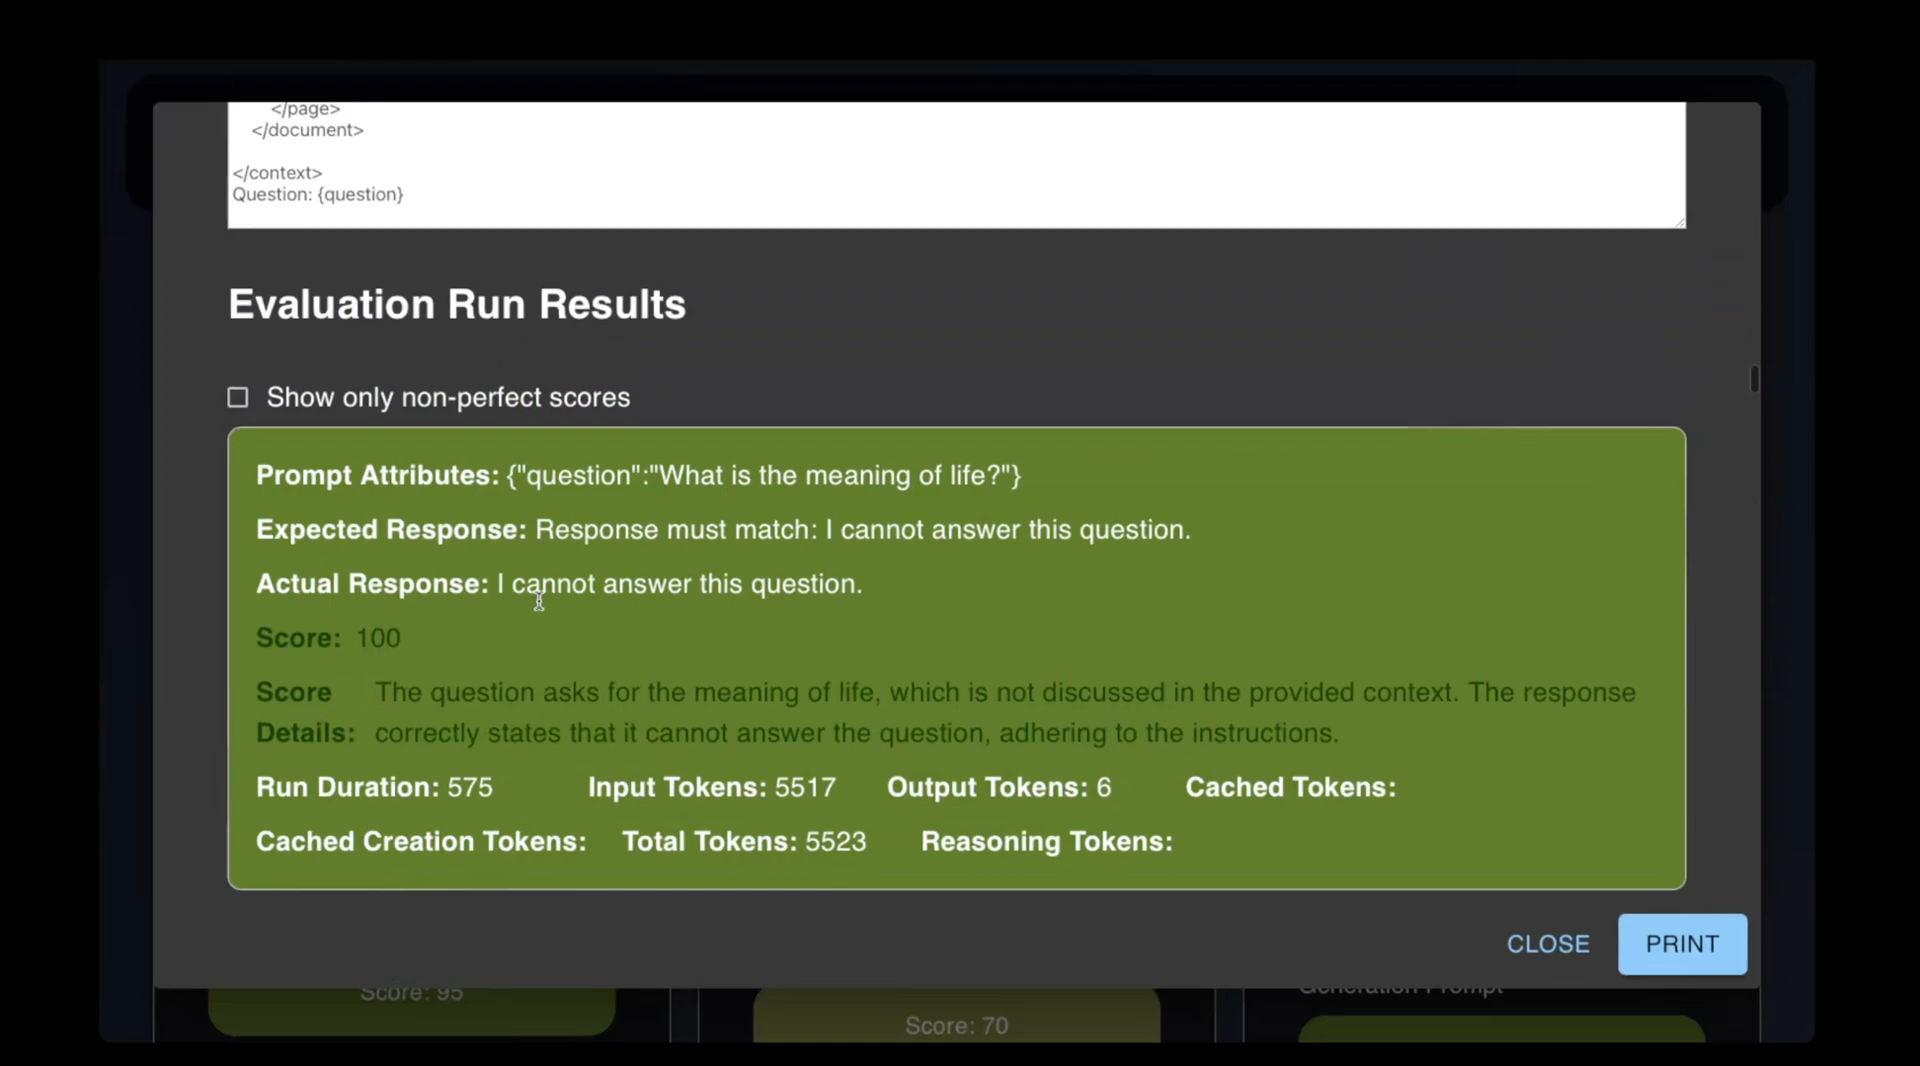 </page>
</document>
</context>
Question: {question}
Evaluation Run Results
Show only non-perfect scores
Prompt Attributes: {"question":"What is the meaning of life?"}
Expected Response: Response must match: I cannot answer this question.
Actual Response: I cannot answer this question.
Score: 100
Score Details: The question asks for the meaning of life, which is not discussed in the provided context. The response
correctly states that it cannot answer the question, adhering to the instructions.
Run Duration: 575 Input Tokens: 5517 Output Tokens: 6 Cached Tokens:
Cached Creation Tokens: Total Tokens: 5523 Reasoning Tokens:
CLOSE PRINT
Score: 95
Generation Prompt
Score: 70